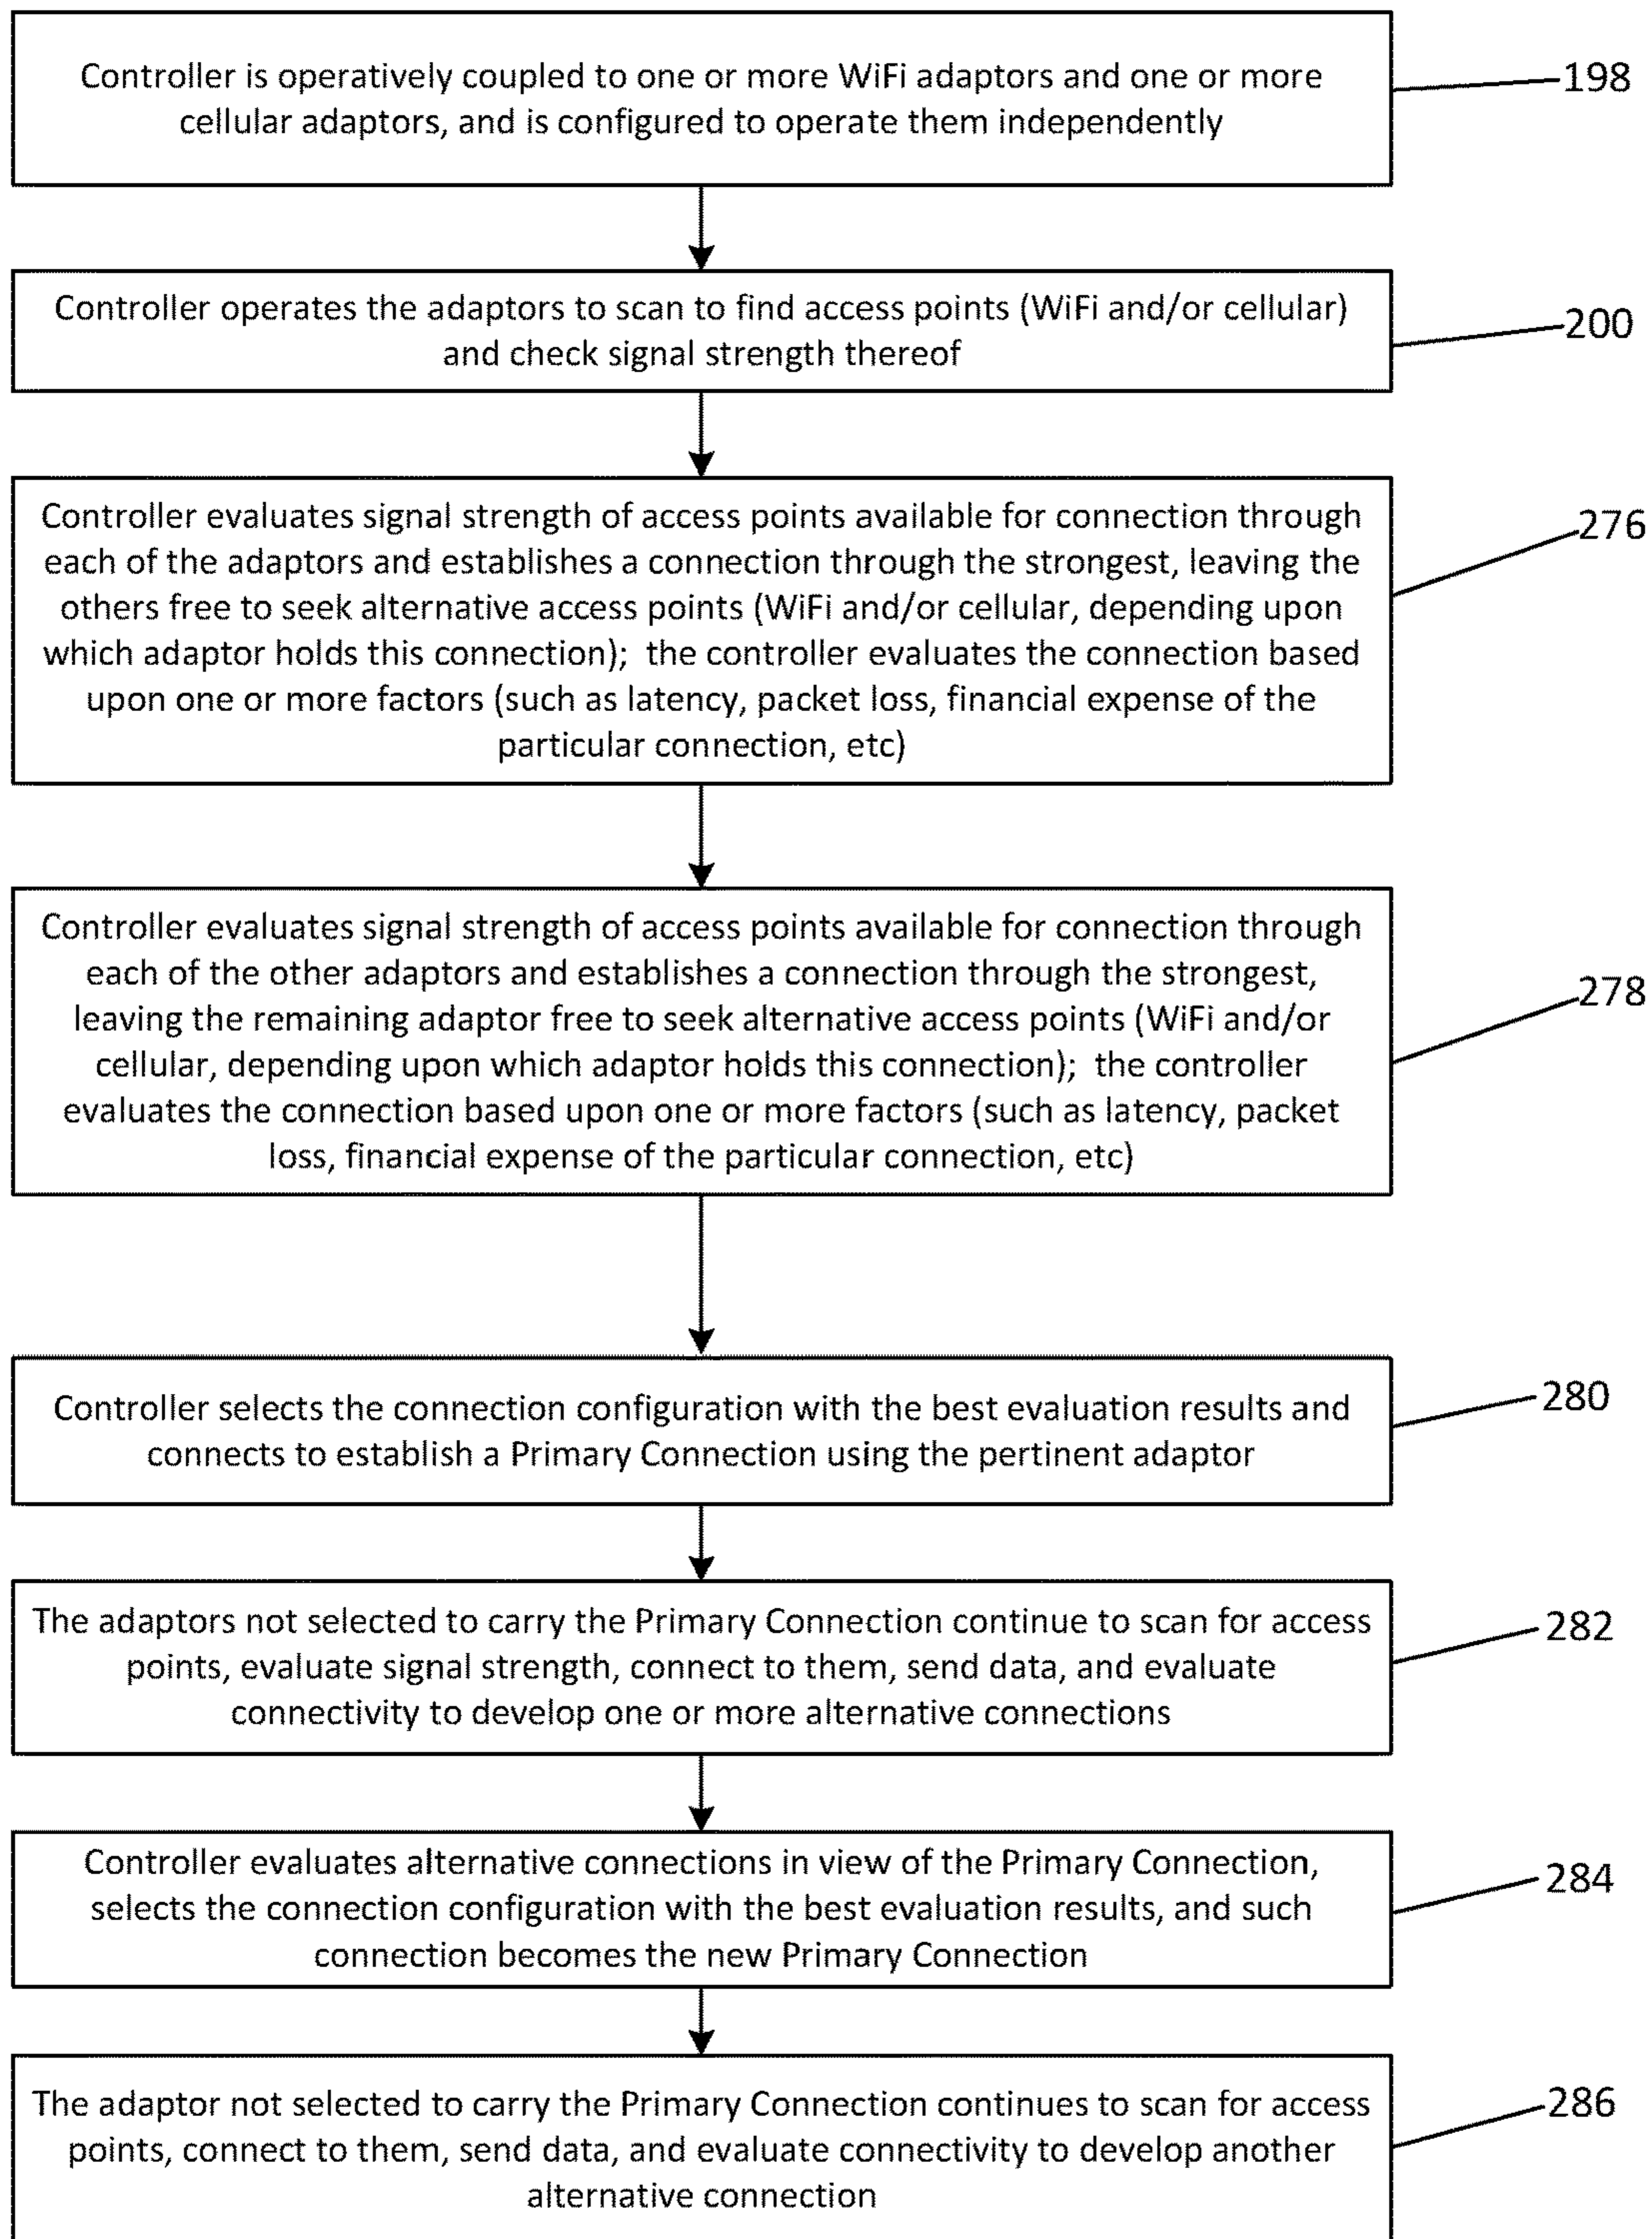 Controller is operatively coupled to one or more WiFi adaptors and one or more
cellular adaptors, and is configured to operate them independently
198
Controller operates the adaptors to scan to find access points (WiFi and/or cellular)
and check signal strength thereof
200
Controller evaluates signal strength of access points available for connection through
each of the adaptors and establishes a connection through the strongest, leaving the
others free to seek alternative access points (WiFi and/or cellular, depending upon
which adaptor holds this connection);  the controller evaluates the connection based
upon one or more factors (such as latency, packet loss, financial expense of the
particular connection, etc)
276
Controller evaluates signal strength of access points available for connection through
each of the other adaptors and establishes a connection through the strongest,
leaving the remaining adaptor free to seek alternative access points (WiFi and/or
cellular, depending upon which adaptor holds this connection);  the controller
evaluates the connection based upon one or more factors (such as latency, packet
loss, financial expense of the particular connection, etc)
278
Controller selects the connection configuration with the best evaluation results and
connects to establish a Primary Connection using the pertinent adaptor
280
The adaptors not selected to carry the Primary Connection continue to scan for access
points, evaluate signal strength, connect to them, send data, and evaluate
connectivity to develop one or more alternative connections
282
Controller evaluates alternative connections in view of the Primary Connection,
selects the connection configuration with the best evaluation results, and such
connection becomes the new Primary Connection
284
The adaptor not selected to carry the Primary Connection continues to scan for access
points, connect to them, send data, and evaluate connectivity to develop another
alternative connection
286